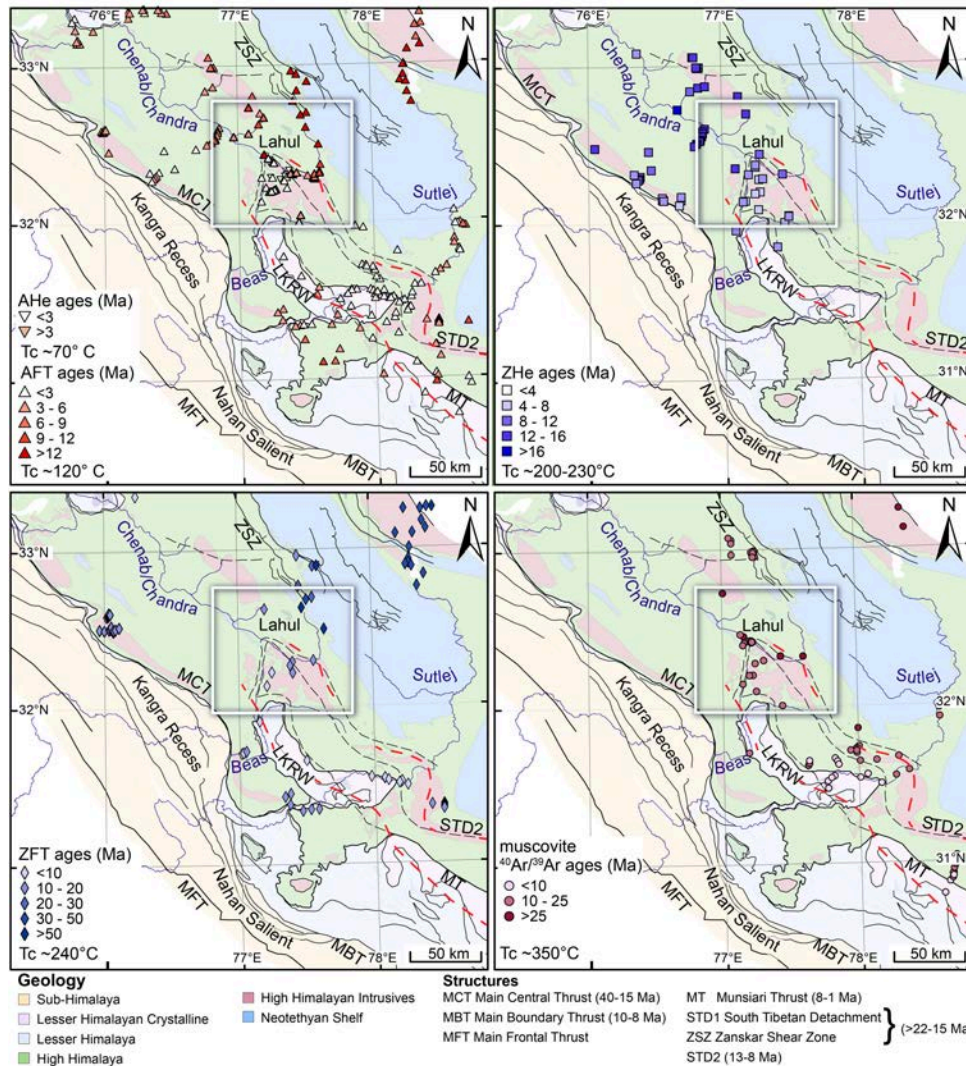 76°E
77°E
78°E
N
33°N
ZSZ
Chenab/Chandra
MCT
Lahul
Sutlej
MCT
32°N
Kangra Recess
Beas
LKRW
AHe ages (Ma)
<3
>3
Tc ~70° C
AFT ages (Ma)
<3
3 - 6
6 - 9
9 - 12
>12
Tc ~120° C
STD2
31°N
MT
Nahan Salient
MFT
MBT
50 km
76°E
77°E
78°E
N
ZSZ
MCT
Chenab/Chandra
Lahul
Sutlej
32°N
Kangra Recess
Beas
LKRW
ZHe ages (Ma)
<4
4 - 8
8 - 12
12 - 16
>16
Tc ~200-230°C
STD2
31°N
MT
Nahan Salient
MFT
MBT
50 km
N
33°N
ZSZ
Chenab/Chandra
Lahul
Sutlej
MCT
32°N
Kangra Recess
Beas
LKRW
ZFT ages (Ma)
<10
10 - 20
20 - 30
30 - 50
>50
Tc ~240°C
STD2
31°N
MT
Nahan Salient
MFT
MBT
50 km
77°E
78°E
N
33°N
ZSZ
Chenab/Chandra
Lahul
Sutlej
MCT
32°N
Kangra Recess
Beas
LKRW
muscovite
⁴⁰Ar/³⁹Ar ages (Ma)
<10
10 - 25
>25
Tc ~350°C
STD2
31°N
MT
Nahan Salient
MFT
MBT
50 km
76°E
77°E
78°E
Geology
Sub-Himalaya
Lesser Himalayan Crystalline
Lesser Himalaya
High Himalaya
High Himalayan Intrusives
Neotethyan Shelf
Structures
MCT Main Central Thrust (40-15 Ma)
MBT Main Boundary Thrust (10-8 Ma)
MFT Main Frontal Thrust
MT Munsiari Thrust (8-1 Ma)
STD1 South Tibetan Detachment
ZSZ Zanskar Shear Zone
(>22-15 Ma
STD2 (13-8 Ma)